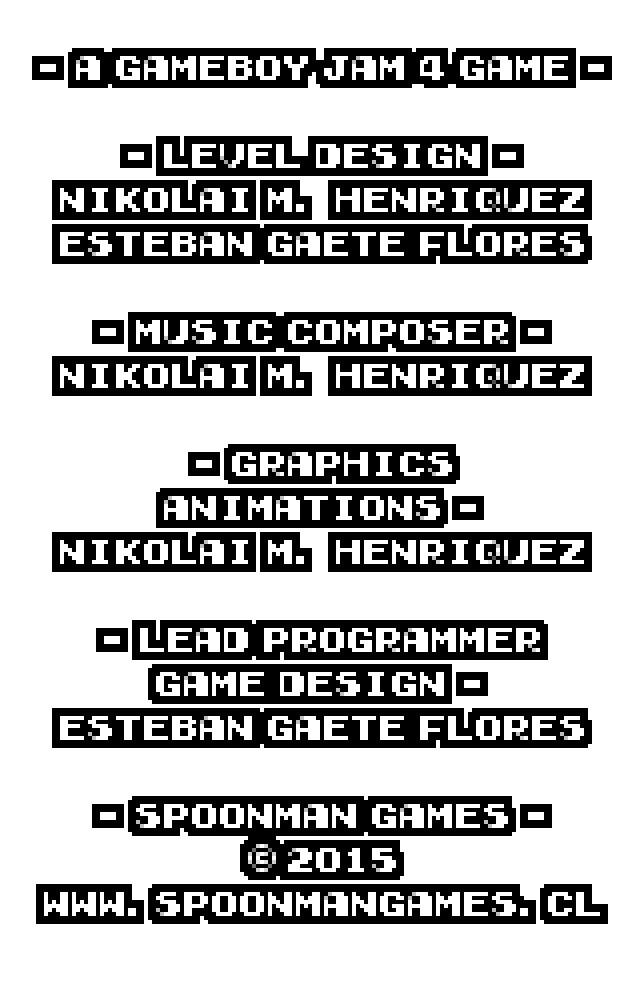 - A GAMEBOY JAM 4 GAME -
- LEVEL DESIGN -
NIKOLAI M. HENRIQUEZ
ESTEBAN GAETE FLORES
- MUSIC COMPOSER -
NIKOLAI M. HENRIQUEZ
- GRAPHICS
ANIMATIONS -
NIKOLAI M. HENRIQUEZ
- LEAD PROGRAMMER
GAME DESIGN -
ESTEBAN GAETE FLORES
- SPOONMAN GAMES -
© 2015
WWW.SPOONMANGAMES.CL